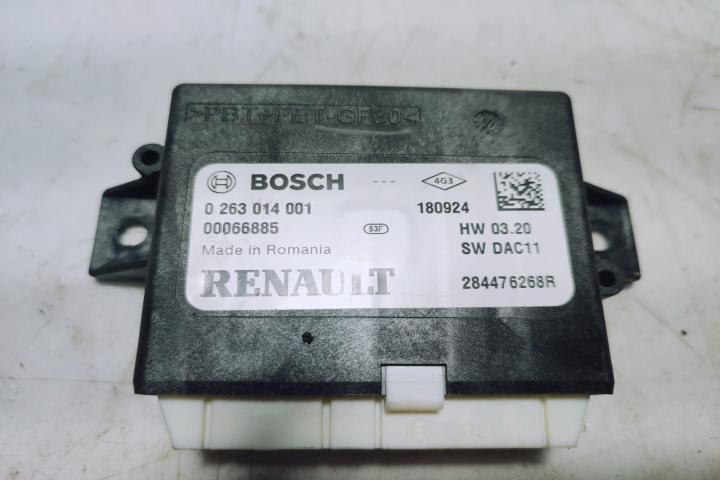 >PBT+PET-GF30<
BOSCH --- 4G3
0 263 014 001 180924
00066885 53F HW 03.20
Made in Romania SW DAC11
RENAULT 284476268R